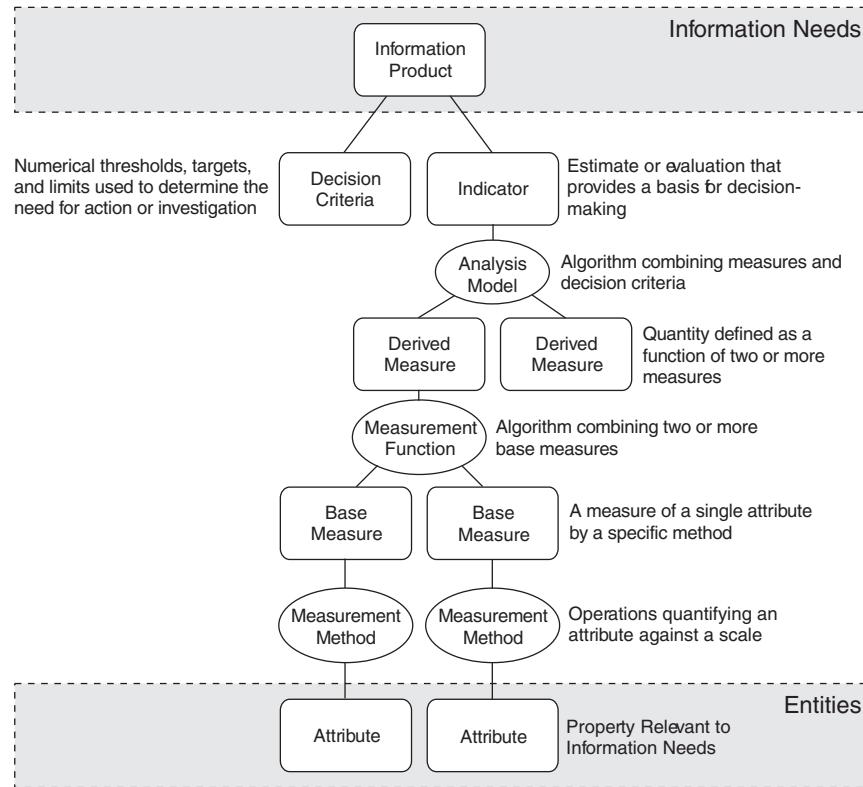 Information Needs
Information
Product
Numerical thresholds, targets,
and limits used to determine the
need for action or investigation
Decision
Criteria
Indicator
Estimate or evaluation that
provides a basis for decision-
making
Analysis
Model
Algorithm combining measures and
decision criteria
Derived
Measure
Derived
Measure
Quantity defined as a
function of two or more
measures
Measurement
Function
Algorithm combining two or more
base measures
Base
Measure
Base
Measure
A measure of a single attribute
by a specific method
Measurement
Method
Measurement
Method
Operations quantifying an
attribute against a scale
Entities
Attribute
Attribute
Property Relevant to
Information Needs